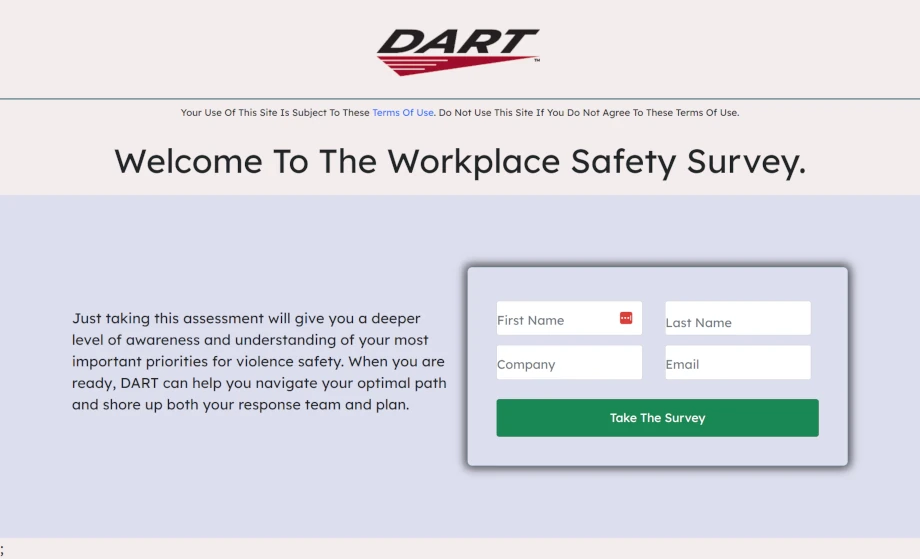 DART
TM
Your Use Of This Site Is Subject To These Terms Of Use. Do Not Use This Site If You Do Not Agree To These Terms Of Use.
Welcome To The Workplace Safety Survey.
Just taking this assessment will give you a deeper
level of awareness and understanding of your most
important priorities for violence safety. When you are
ready, DART can help you navigate your optimal path
and shore up both your response team and plan.
First Name
Last Name
Company
Email
Take The Survey
;